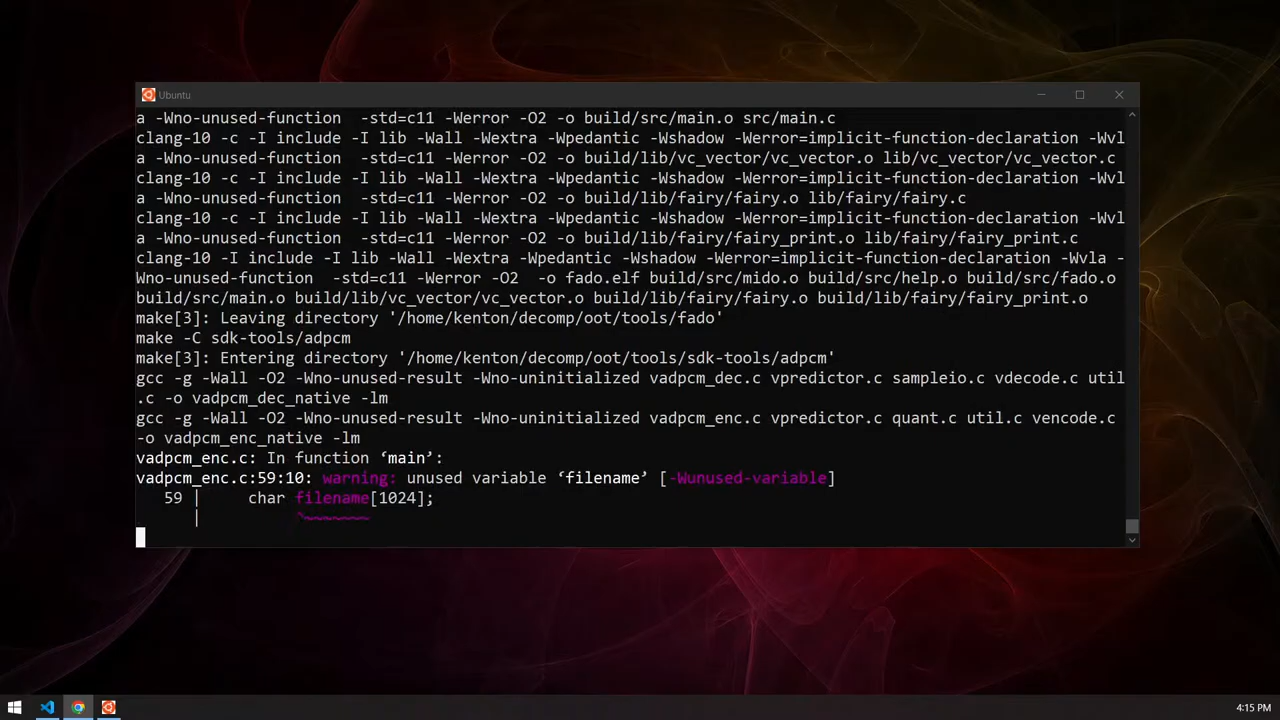 Ubuntu
a -Wno-unused-function  -std=c11 -Werror -O2 -o build/src/main.o src/main.c
clang-10 -c -I include -I lib -Wall -Wextra -Wpedantic -Wshadow -Werror=implicit-function-declaration -Wvl
a -Wno-unused-function  -std=c11 -Werror -O2 -o build/lib/vc_vector/vc_vector.o lib/vc_vector/vc_vector.c
clang-10 -c -I include -I lib -Wall -Wextra -Wpedantic -Wshadow -Werror=implicit-function-declaration -Wvl
a -Wno-unused-function  -std=c11 -Werror -O2 -o build/lib/fairy/fairy.o lib/fairy/fairy.c
clang-10 -c -I include -I lib -Wall -Wextra -Wpedantic -Wshadow -Werror=implicit-function-declaration -Wvl
a -Wno-unused-function  -std=c11 -Werror -O2 -o build/lib/fairy/fairy_print.o lib/fairy/fairy_print.c
clang-10 -I include -I lib -Wall -Wextra -Wpedantic -Wshadow -Werror=implicit-function-declaration -Wvla -
Wno-unused-function  -std=c11 -Werror -O2  -o fado.elf build/src/mido.o build/src/help.o build/src/fado.o
build/src/main.o build/lib/vc_vector/vc_vector.o build/lib/fairy/fairy.o build/lib/fairy/fairy_print.o
make[3]: Leaving directory '/home/kenton/decomp/oot/tools/fado'
make -C sdk-tools/adpcm
make[3]: Entering directory '/home/kenton/decomp/oot/tools/sdk-tools/adpcm'
gcc -g -Wall -O2 -Wno-unused-result -Wno-uninitialized vadpcm_dec.c vpredictor.c sampleio.c vdecode.c util
.c -o vadpcm_dec_native -lm
gcc -g -Wall -O2 -Wno-unused-result -Wno-uninitialized vadpcm_enc.c vpredictor.c quant.c util.c vencode.c
-o vadpcm_enc_native -lm
vadpcm_enc.c: In function ‘main’:
vadpcm_enc.c:59:10: warning: unused variable ‘filename’ [-Wunused-variable]
59 |     char filename[1024];
|          ^~~~~~~~
4:15 PM